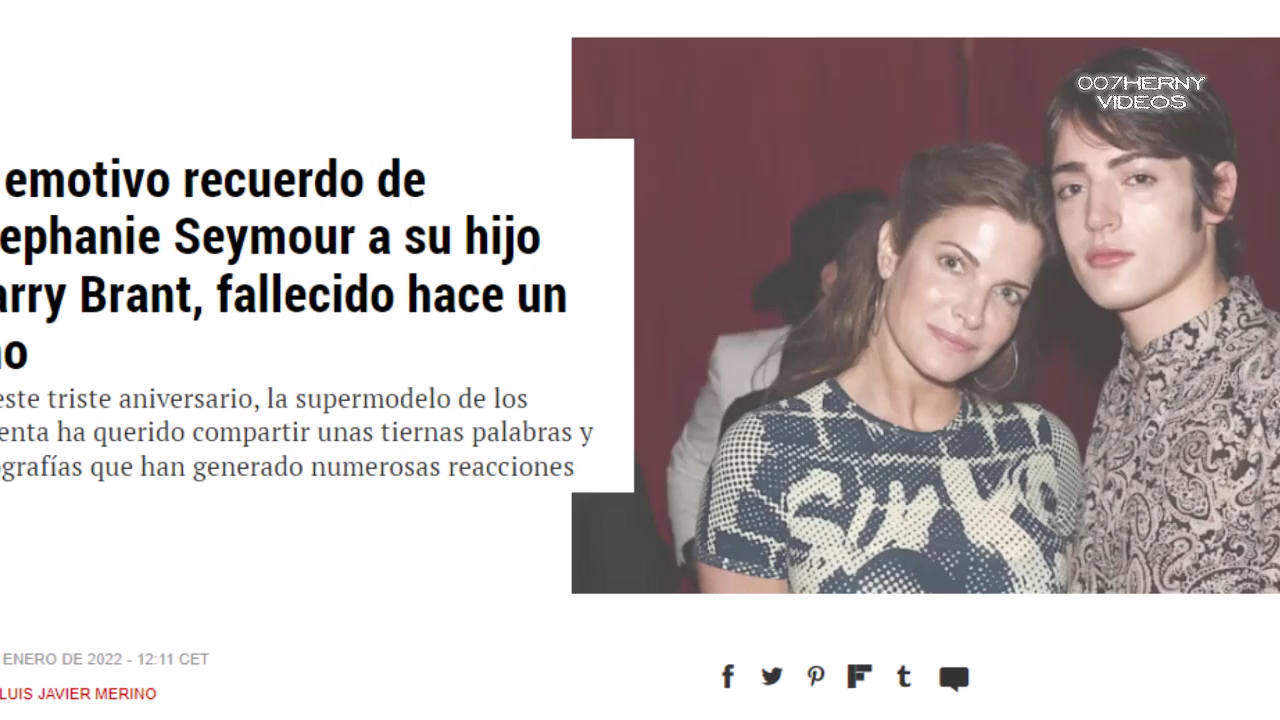 emotivo recuerdo de
ephanie Seymour a su hijo
arry Brant, fallecido hace un
no
este triste aniversario, la supermodelo de los
enta ha querido compartir unas tiernas palabras y
ografías que han generado numerosas reacciones
ENERO DE 2022 - 12:11 CET
LUIS JAVIER MERINO
007HERNY
VIDEOS